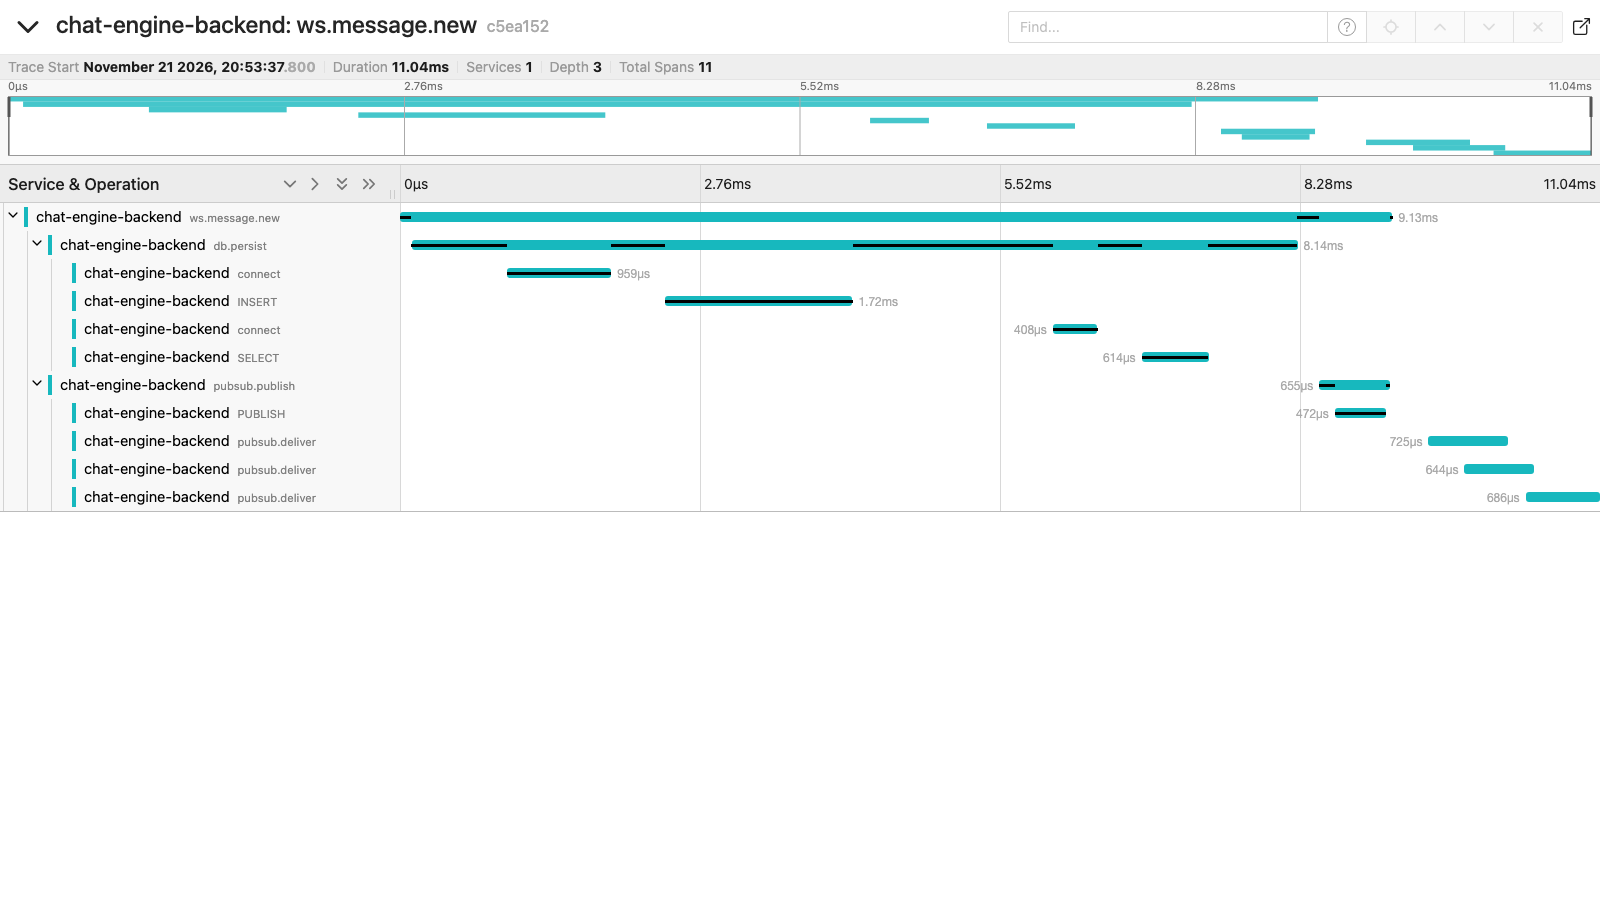 chat-engine-backend: ws.message.new c5ea152
Find...
Trace Start November 21 2026, 20:53:37.800 Duration 11.04ms Services 1 Depth 3 Total Spans 11
0μs 2.76ms 5.52ms 8.28ms 11.04ms
Service & Operation 0μs 2.76ms 5.52ms 8.28ms 11.04ms
chat-engine-backend ws.message.new 9.13ms
chat-engine-backend db.persist 8.14ms
chat-engine-backend connect 959μs
chat-engine-backend INSERT 1.72ms
chat-engine-backend connect 408μs
chat-engine-backend SELECT 614μs
chat-engine-backend pubsub.publish 655μs
chat-engine-backend PUBLISH 472μs
chat-engine-backend pubsub.deliver 725μs
chat-engine-backend pubsub.deliver 644μs
chat-engine-backend pubsub.deliver 686μs